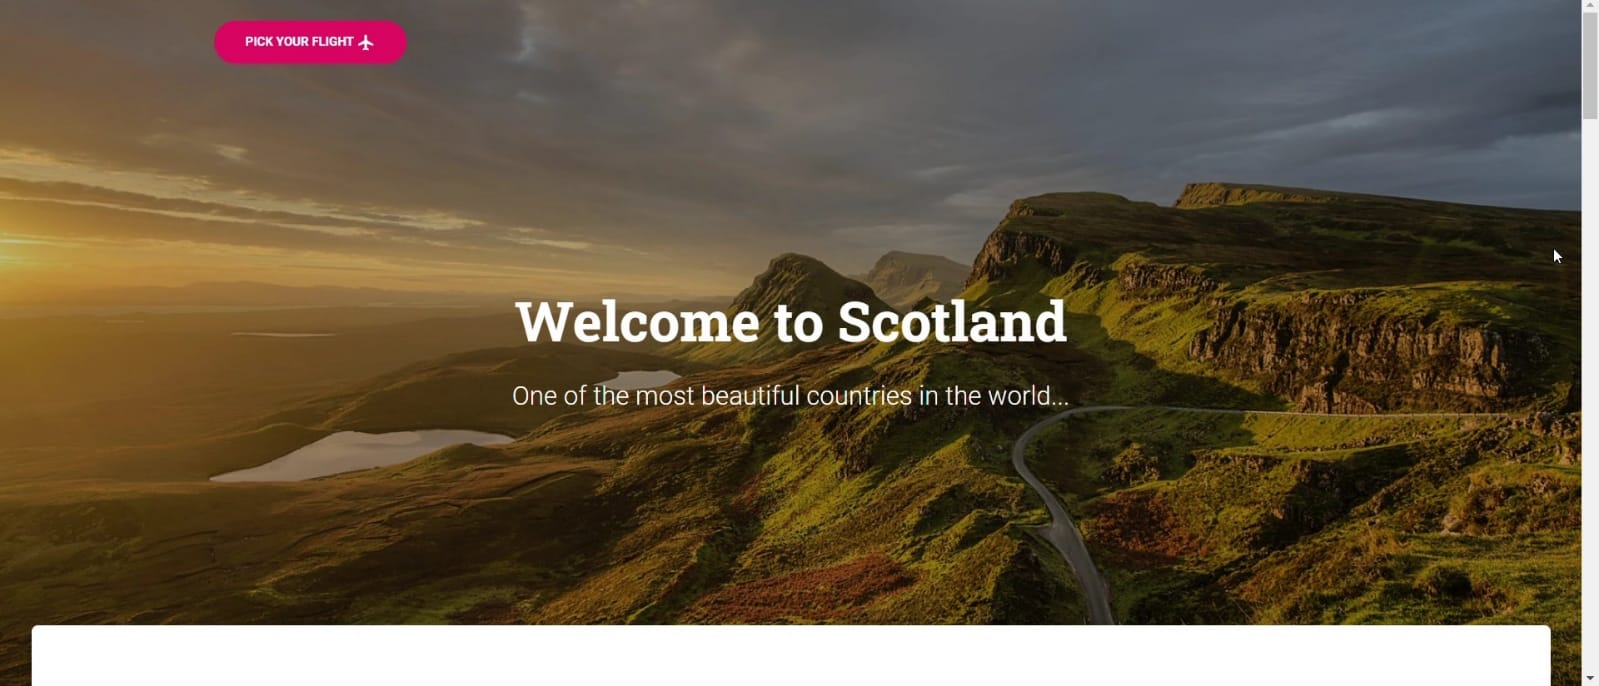 PICK YOUR FLIGHT
Welcome to Scotland
One of the most beautiful countries in the world...